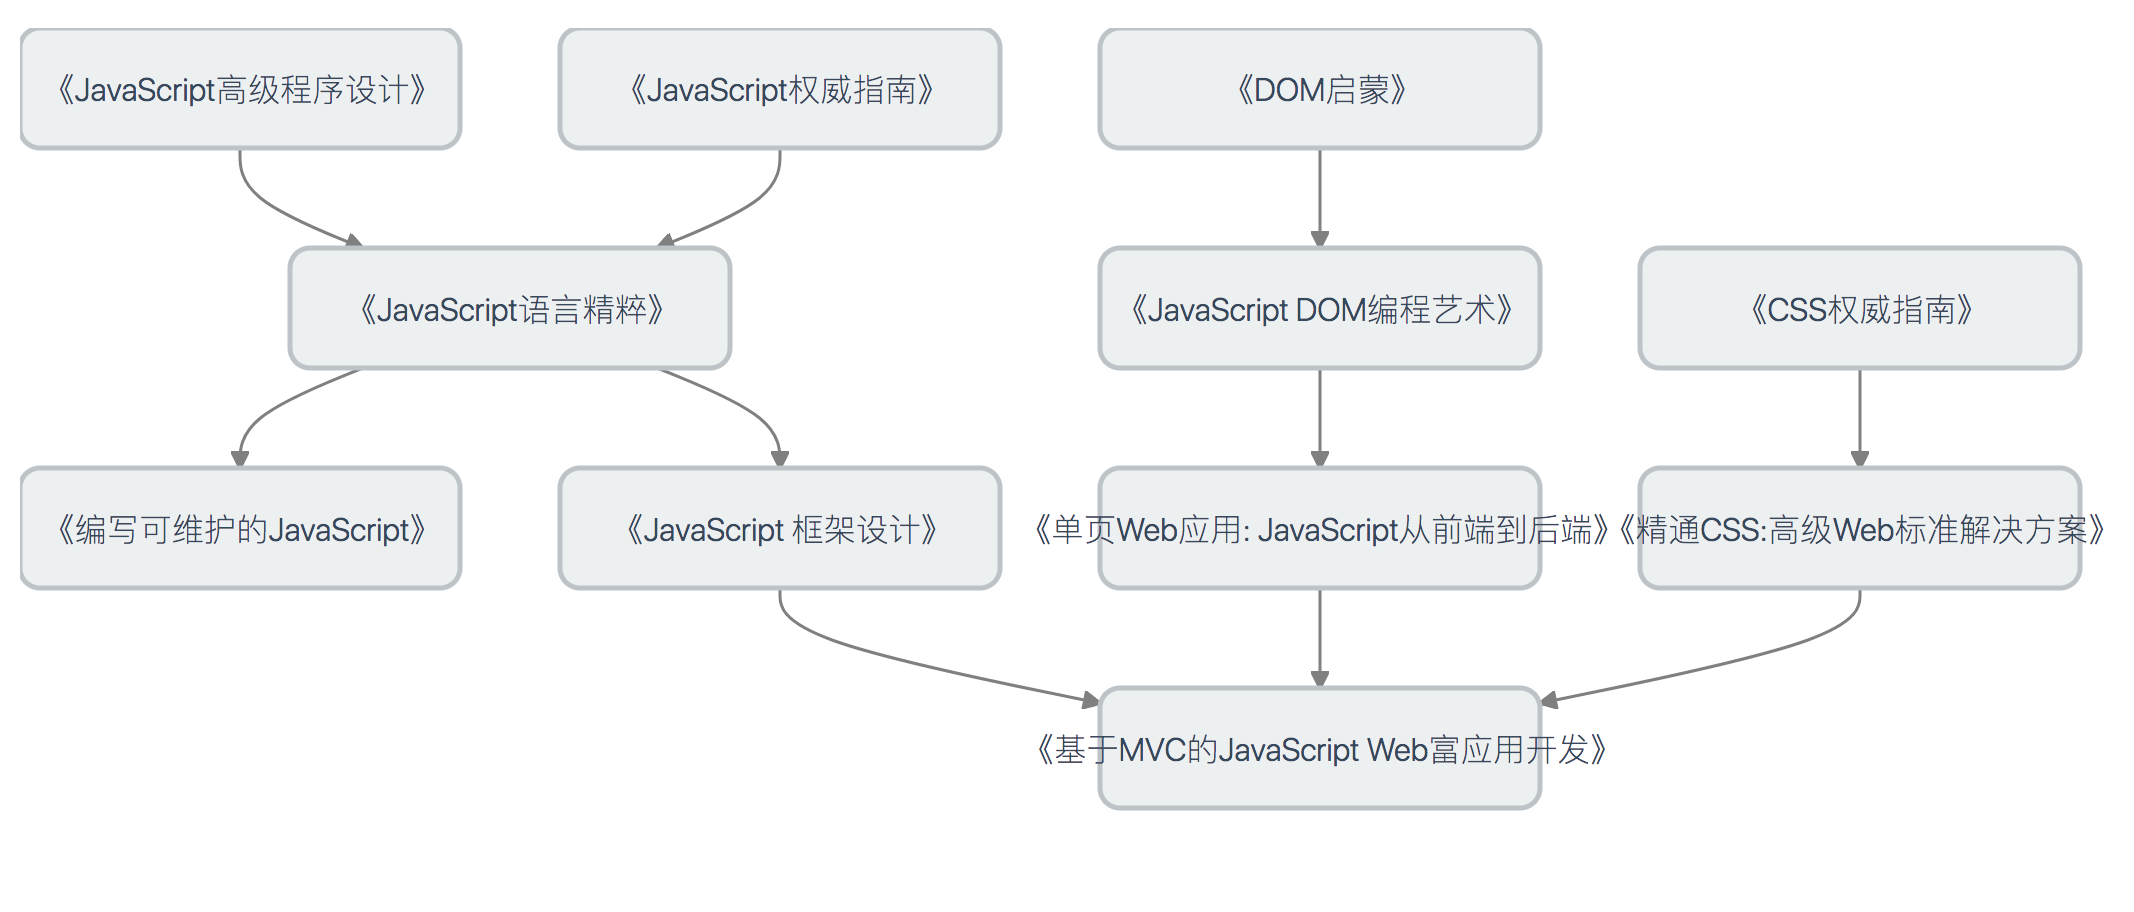 《JavaScript高级程序设计》
《JavaScript权威指南》
《DOM启蒙》
《JavaScript语言精粹》
《JavaScript DOM编程艺术》
《CSS权威指南》
《编写可维护的JavaScript》
《JavaScript 框架设计》
《单页Web应用: JavaScript从前端到后端》
《精通CSS:高级Web标准解决方案》
《基于MVC的JavaScript Web富应用开发》